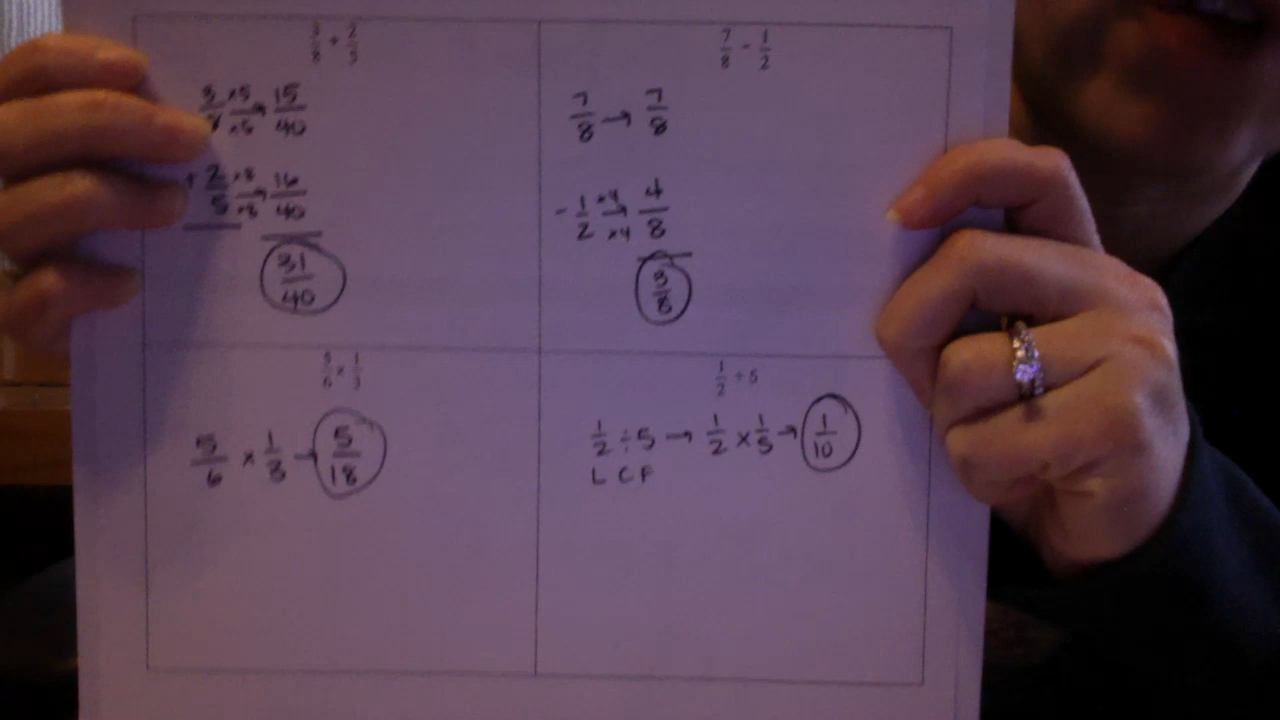 3/8 + 2/5
3/8 ×5/×5 → 15/40
+ 2/5 ×8/×8 → 16/40
31/40
7/8 - 1/2
7/8 → 7/8
- 1/2 ×4/×4 → 4/8
3/8
5/6 × 1/3
5/6 × 1/3 → 5/18
1/2 ÷ 5
1/2 ÷ 5 → 1/2 × 1/5 → 1/10
L C F